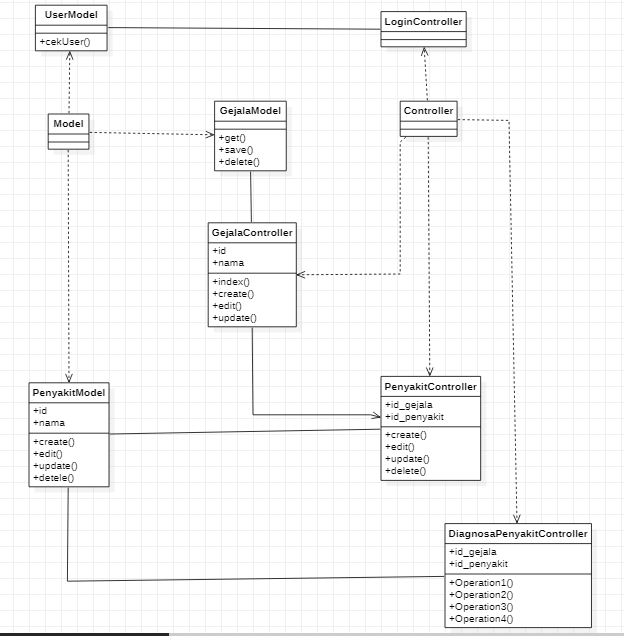 UserModel
+cekUser()
LoginController
Model
GejalaModel
+get()
+save()
+delete()
Controller
GejalaController
+id
+nama
+index()
+create()
+edit()
+update()
PenyakitModel
+id
+nama
+create()
+edit()
+update()
+detele()
PenyakitController
+id_gejala
+id_penyakit
+create()
+edit()
+update()
+delete()
DiagnosaPenyakitController
+id_gejala
+id_penyakit
+Operation1()
+Operation2()
+Operation3()
+Operation4()